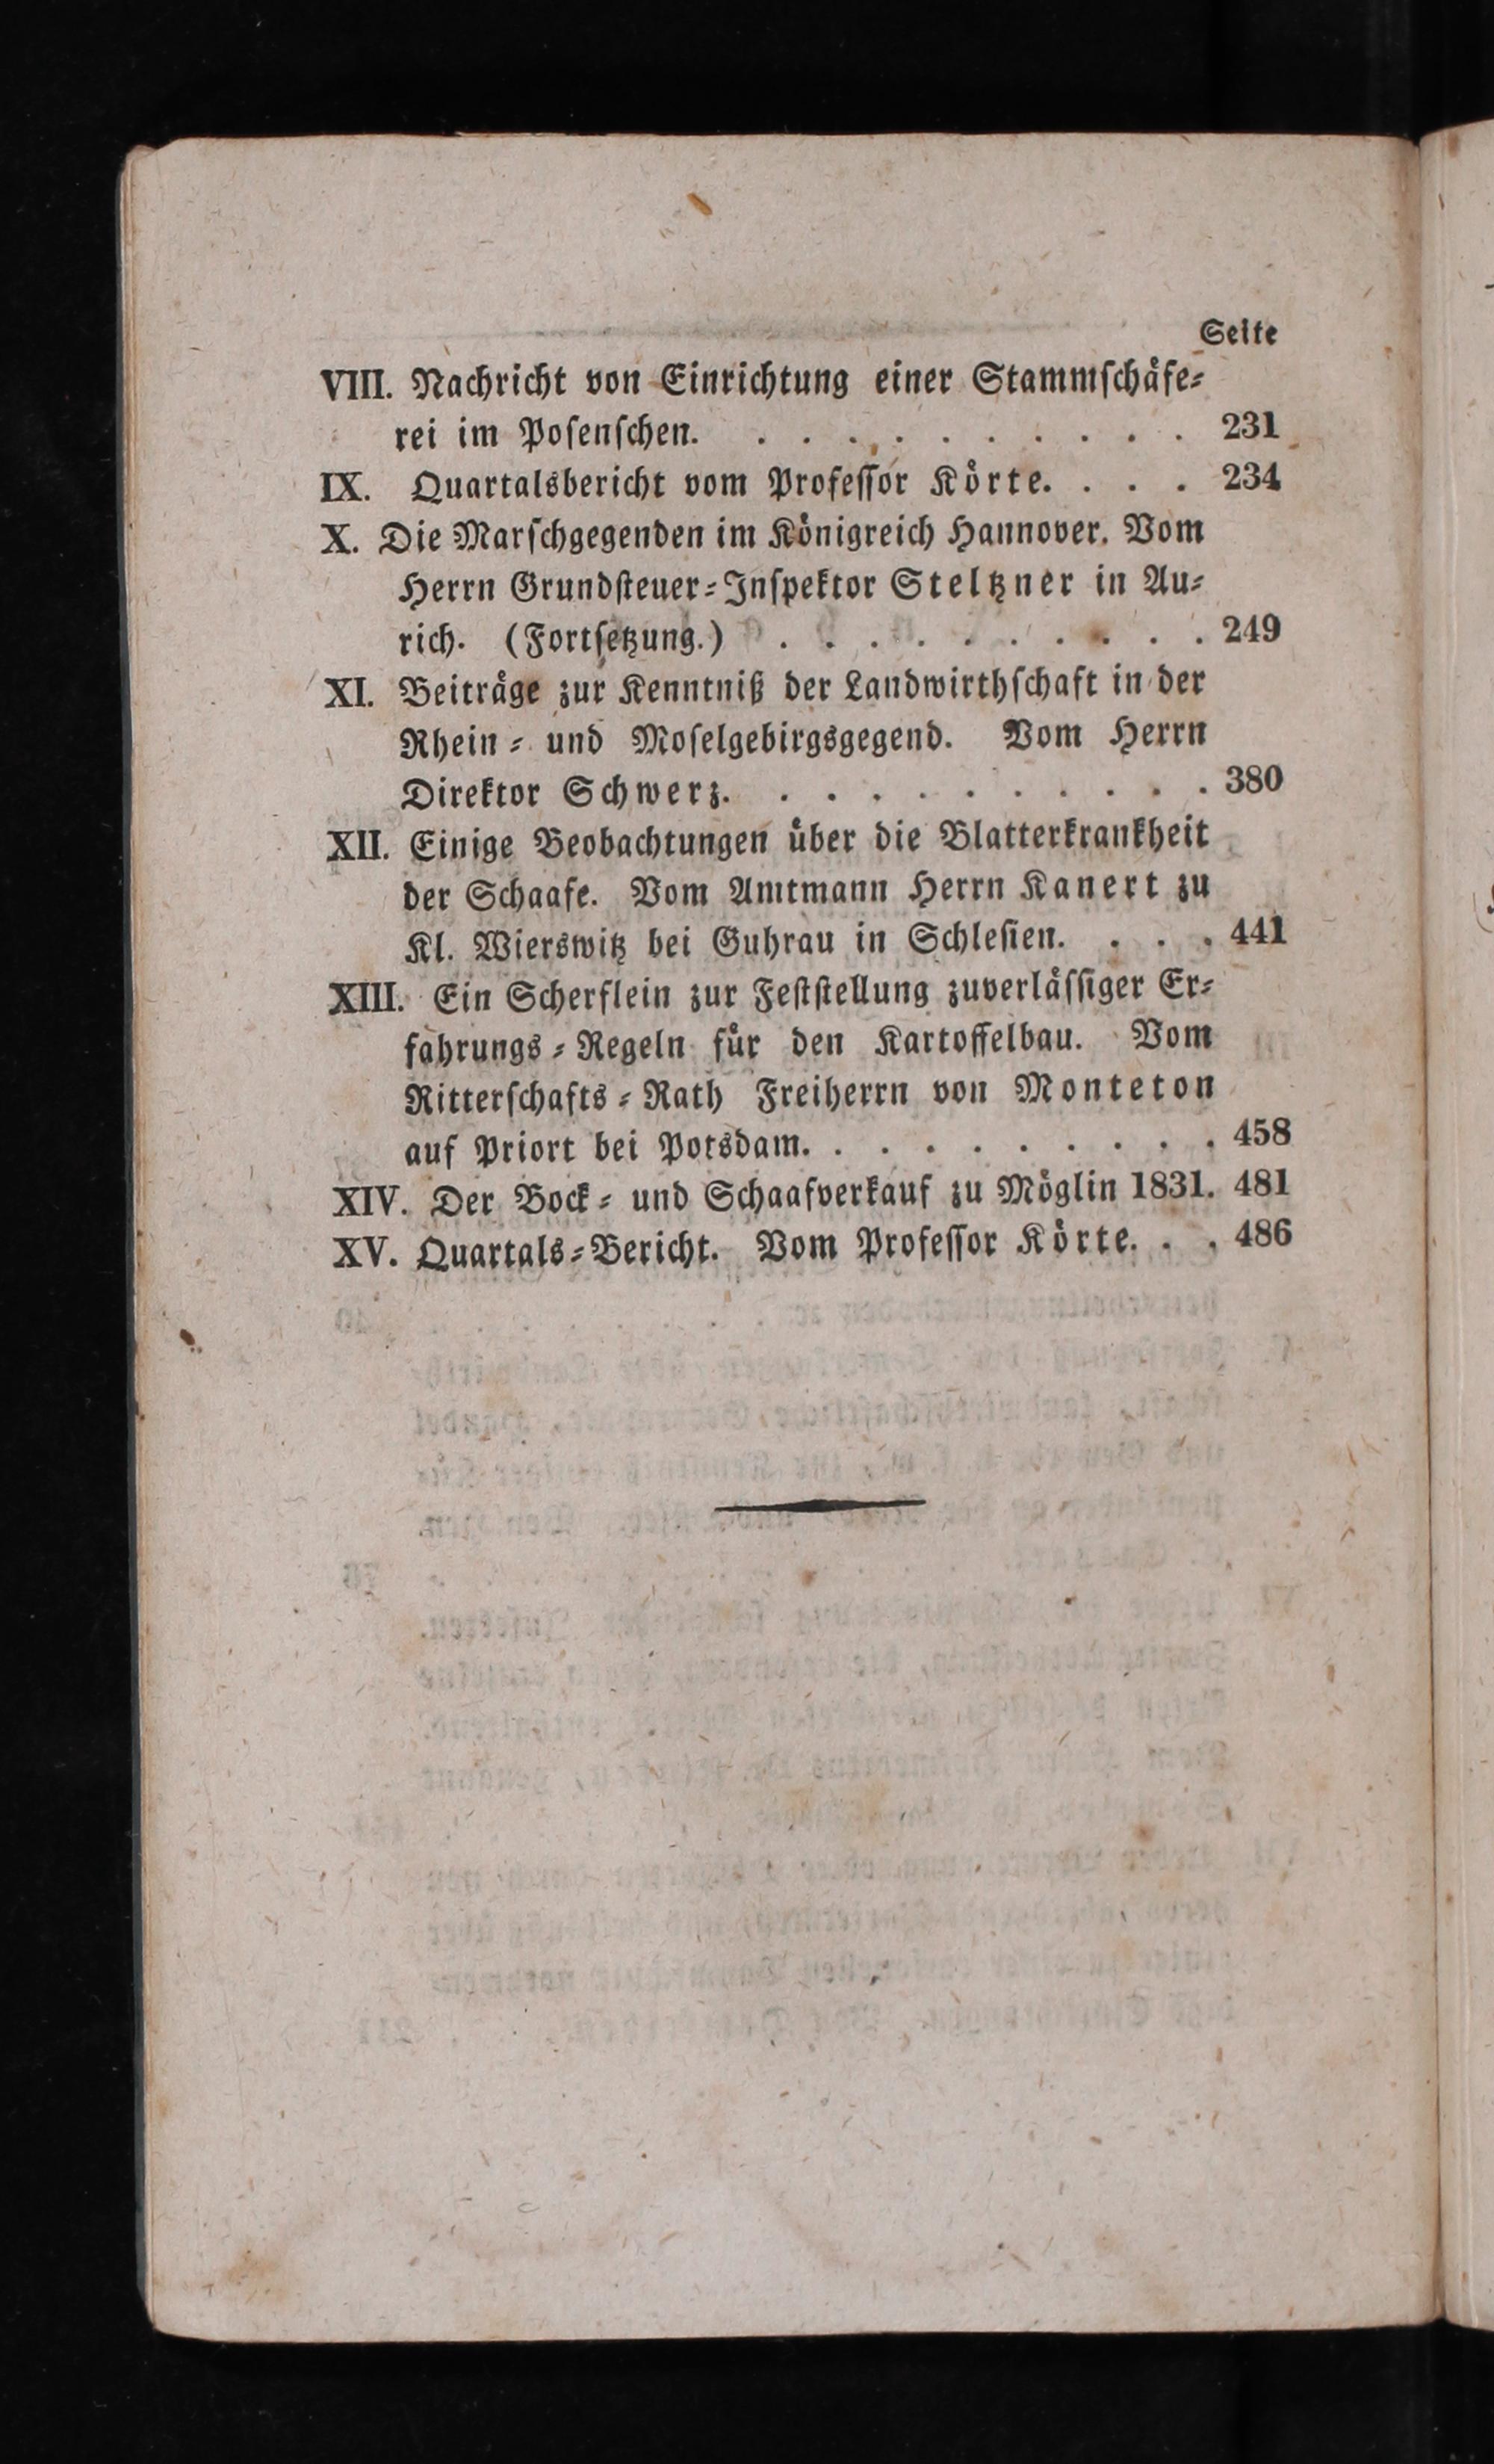 Seite
VIII. Nachricht von Einrichtung einer Stammſchäfe⸗
rei im Poſenſchen. . . . . . . . . . . 231
IX. Quartalsbericht vom Profeſſor Körte. . . . 234
X. Die Marſchgegenden im Königreich Hannover. Vom
Herrn Grundſteuer⸗Inſpektor Steltzner in Au⸗
rich. (Fortſetzung.) . . . . . . . . . . 249
XI. Beiträge zur Kenntniß der Landwirthſchaft in der
Rhein⸗ und Moſelgebirgsgegend. Vom Herrn
Direktor Schwerz. . . . . . . . . . . 380
XII. Einige Beobachtungen über die Blatterkrankheit
der Schaafe. Vom Amtmann Herrn Kanert zu
Kl. Wierswitz bei Guhrau in Schleſien. . . . 441
XIII. Ein Scherflein zur Feſtſtellung zuverläſſiger Er⸗
fahrungs⸗Regeln für den Kartoffelbau. Vom
Ritterſchafts⸗Rath Freiherrn von Monteton
auf Priort bei Potsdam. . . . . . . . . . 458
XIV. Der Bock⸗ und Schaafverkauf zu Möglin 1831. 481
XV. Quartals⸗Bericht. Vom Profeſſor Körte. . . 486